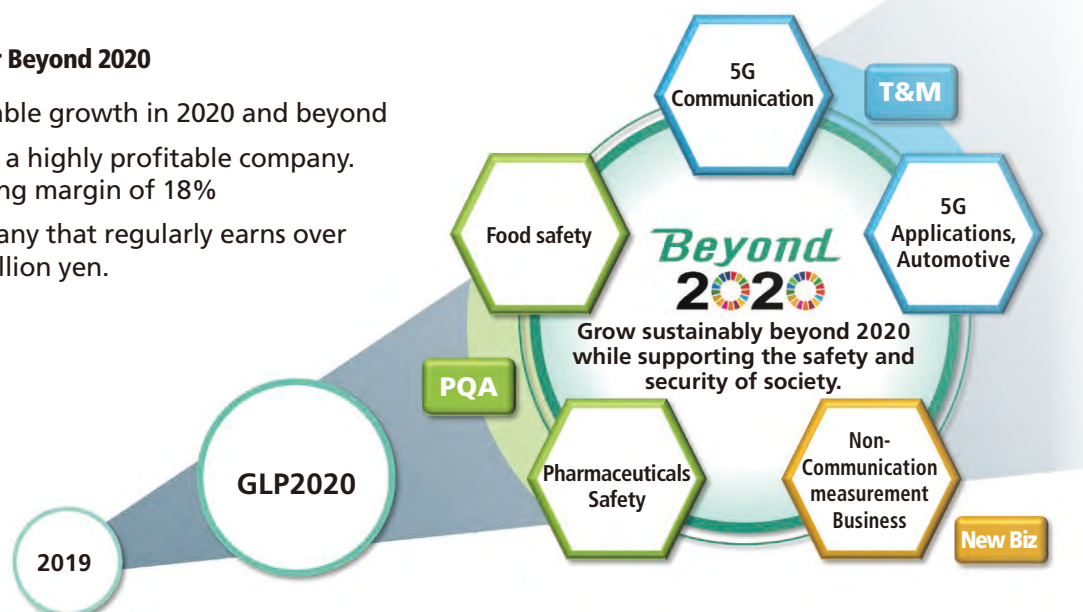 r Beyond 2020
able growth in 2020 and beyond
a highly profitable company.
ng margin of 18%
any that regularly earns over
llion yen.
5G
Communication
T&M
5G
Applications,
Automotive
Food safety
Beyond
2020
Grow sustainably beyond 2020
while supporting the safety and
security of society.
PQA
Pharmaceuticals
Safety
Non-
Communication
measurement
Business
New Biz
GLP2020
2019